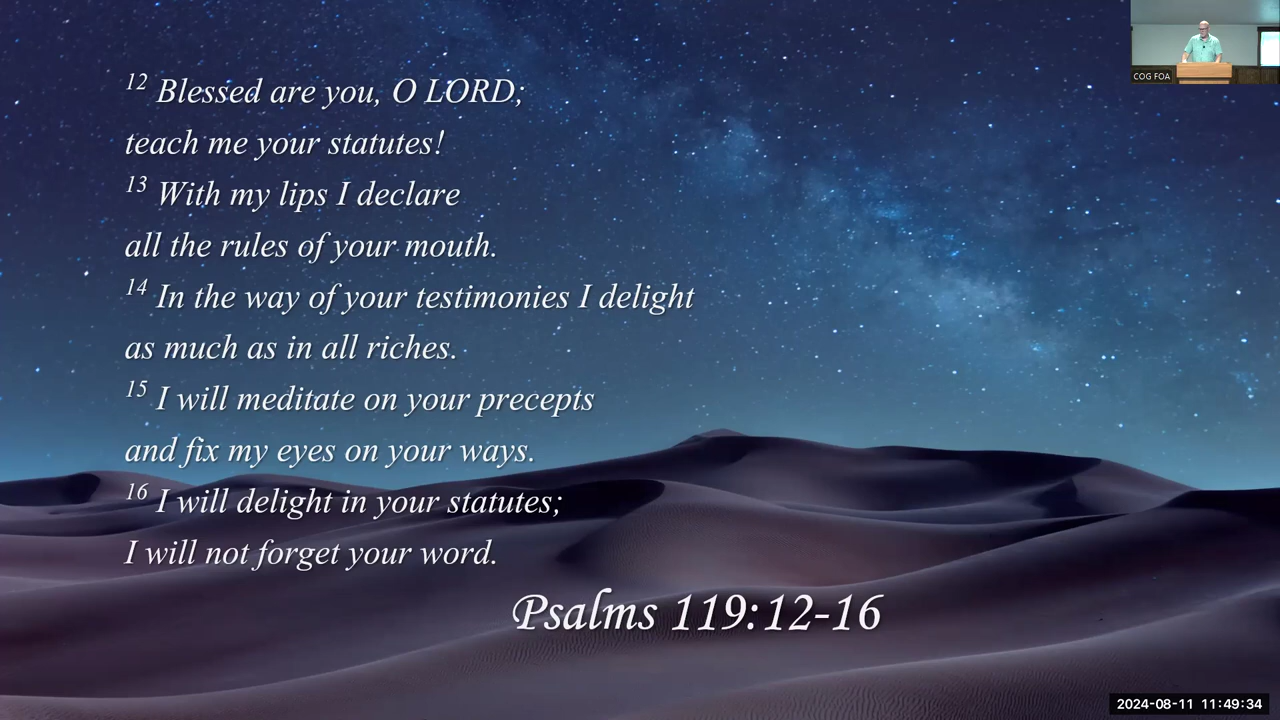 12 Blessed are you, O LORD;
teach me your statutes!
13 With my lips I declare
all the rules of your mouth.
14 In the way of your testimonies I delight
as much as in all riches.
15 I will meditate on your precepts
and fix my eyes on your ways.
16 I will delight in your statutes;
I will not forget your word.
Psalms 119:12-16
COG FOA
2024-08-11 11:49:34